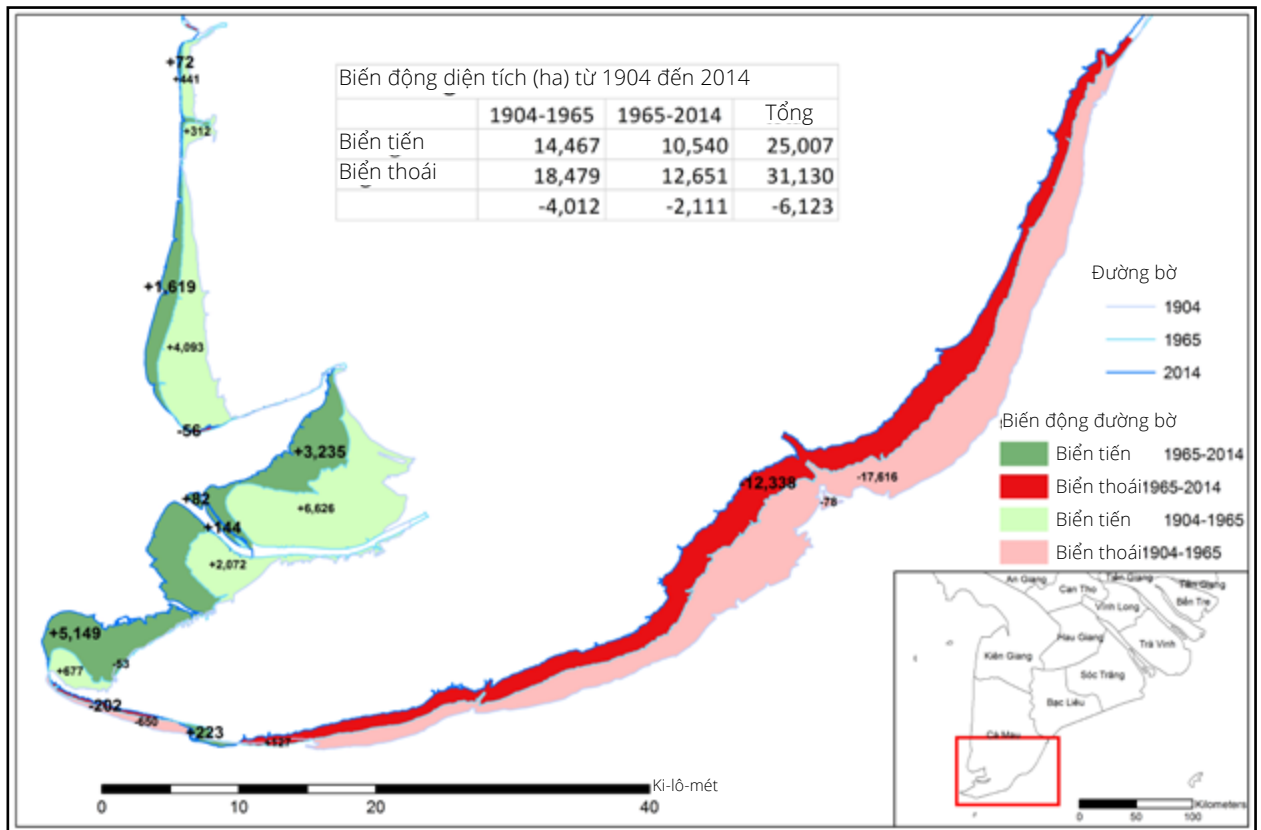 Biến động diện tích (ha) từ 1904 đến 2014
1904-1965 1965-2014 Tổng
Biển tiến 14,467 10,540 25,007
Biển thoái 18,479 12,651 31,130
-4,012 -2,111 -6,123
+72
+441
+312
+1,619
+4,093
-56
+3,235
+82
+6,626
+144
+2,072
+5,149
+677
-53
-202
-650
+223
+127
-12,338
-17,616
-78
Đường bờ
1904
1965
2014
Biến động đường bờ
Biển tiến 1965-2014
Biển thoái 1965-2014
Biển tiến 1904-1965
Biển thoái 1904-1965
An Giang
Tiền Giang
Tiền Giang
Cần Thơ
Bến Tre
Vĩnh Long
Hau Giang
Trà Vinh
Kiên Giang
Sóc Trăng
Bạc Liêu
Cà Mau
0 50 100 Kilometers
Ki-lô-mét
0 10 20 40